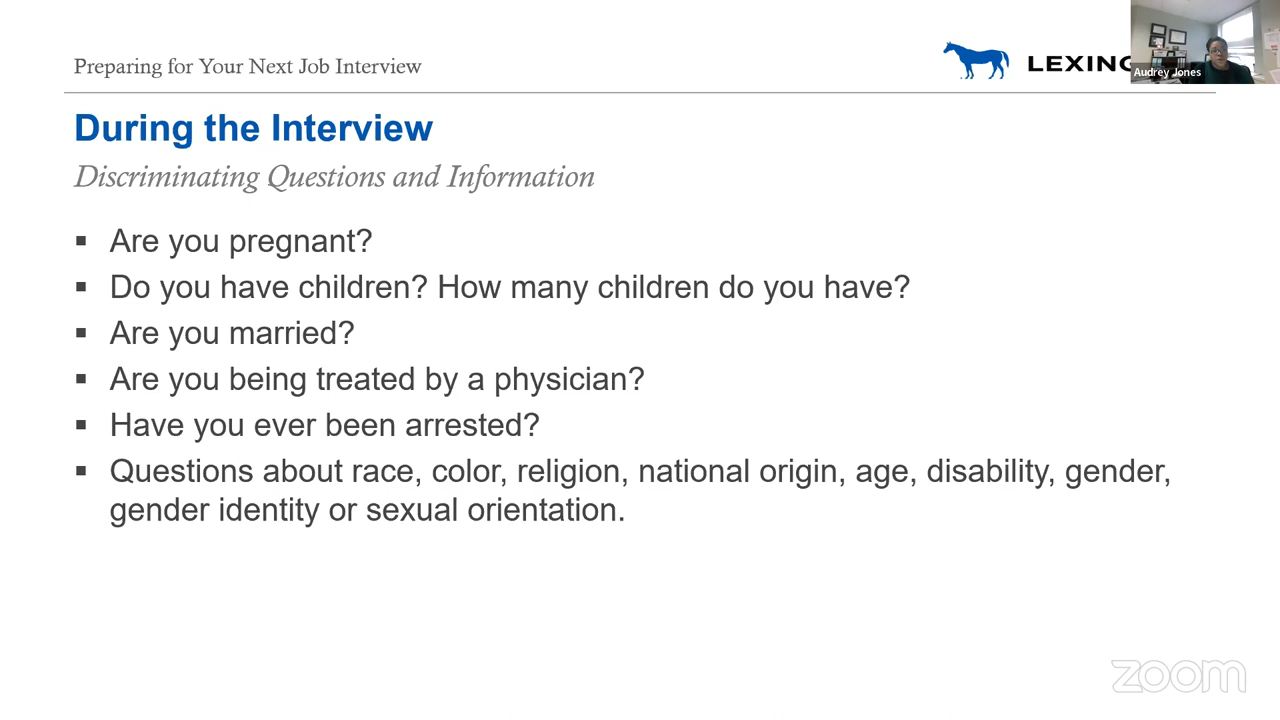 Preparing for Your Next Job Interview
LEXING
Audrey Jones
During the Interview
Discriminating Questions and Information
▪ Are you pregnant?
▪ Do you have children? How many children do you have?
▪ Are you married?
▪ Are you being treated by a physician?
▪ Have you ever been arrested?
▪ Questions about race, color, religion, national origin, age, disability, gender,
gender identity or sexual orientation.
zoom